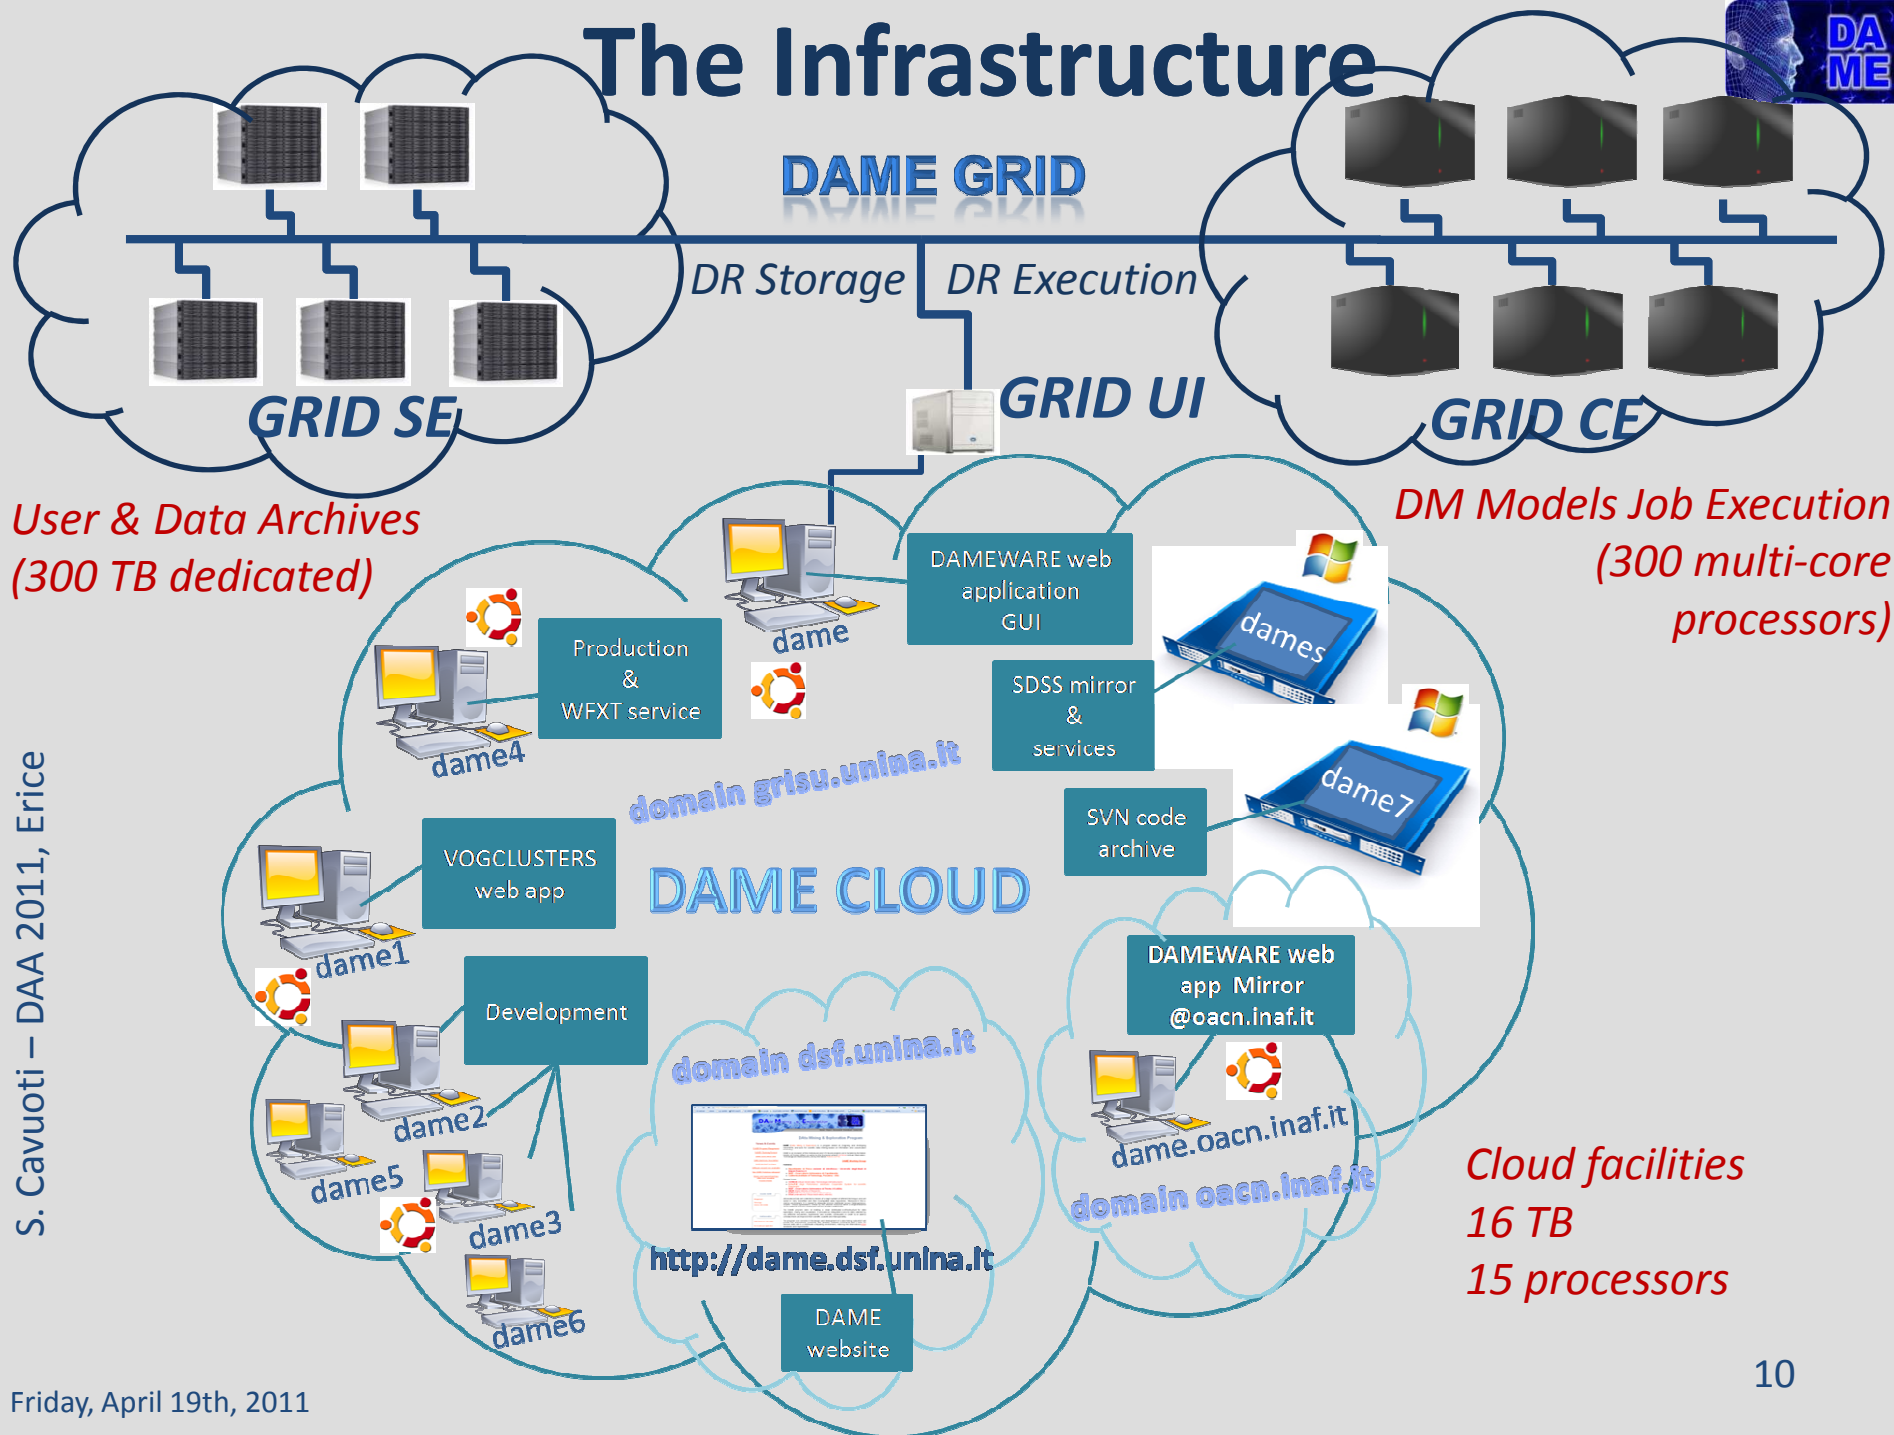 The Infrastructure
DA
ME
DAME GRID
DR Storage
DR Execution
GRID SE
GRID UI
GRID CE
User & Data Archives
(300 TB dedicated)
DM Models Job Execution
(300 multi-core
processors)
DAMEWARE web
application
GUI
dame
Production
&
WFXT service
dame4
dames
SDSS mirror
&
services
domain grisu.unina.it
dame7
SVN code
archive
VOGCLUSTERS
web app
dame1
DAME CLOUD
DAMEWARE web
app Mirror
@oacn.inaf.it
Development
dame2
dame5
dame3
dame6
domain dsf.unina.it
http://dame.dsf.unina.it
DAME
website
dame.oacn.inaf.it
domain oacn.inaf.it
Cloud facilities
16 TB
15 processors
S. Cavuoti – DAA 2011, Erice
Friday, April 19th, 2011
10